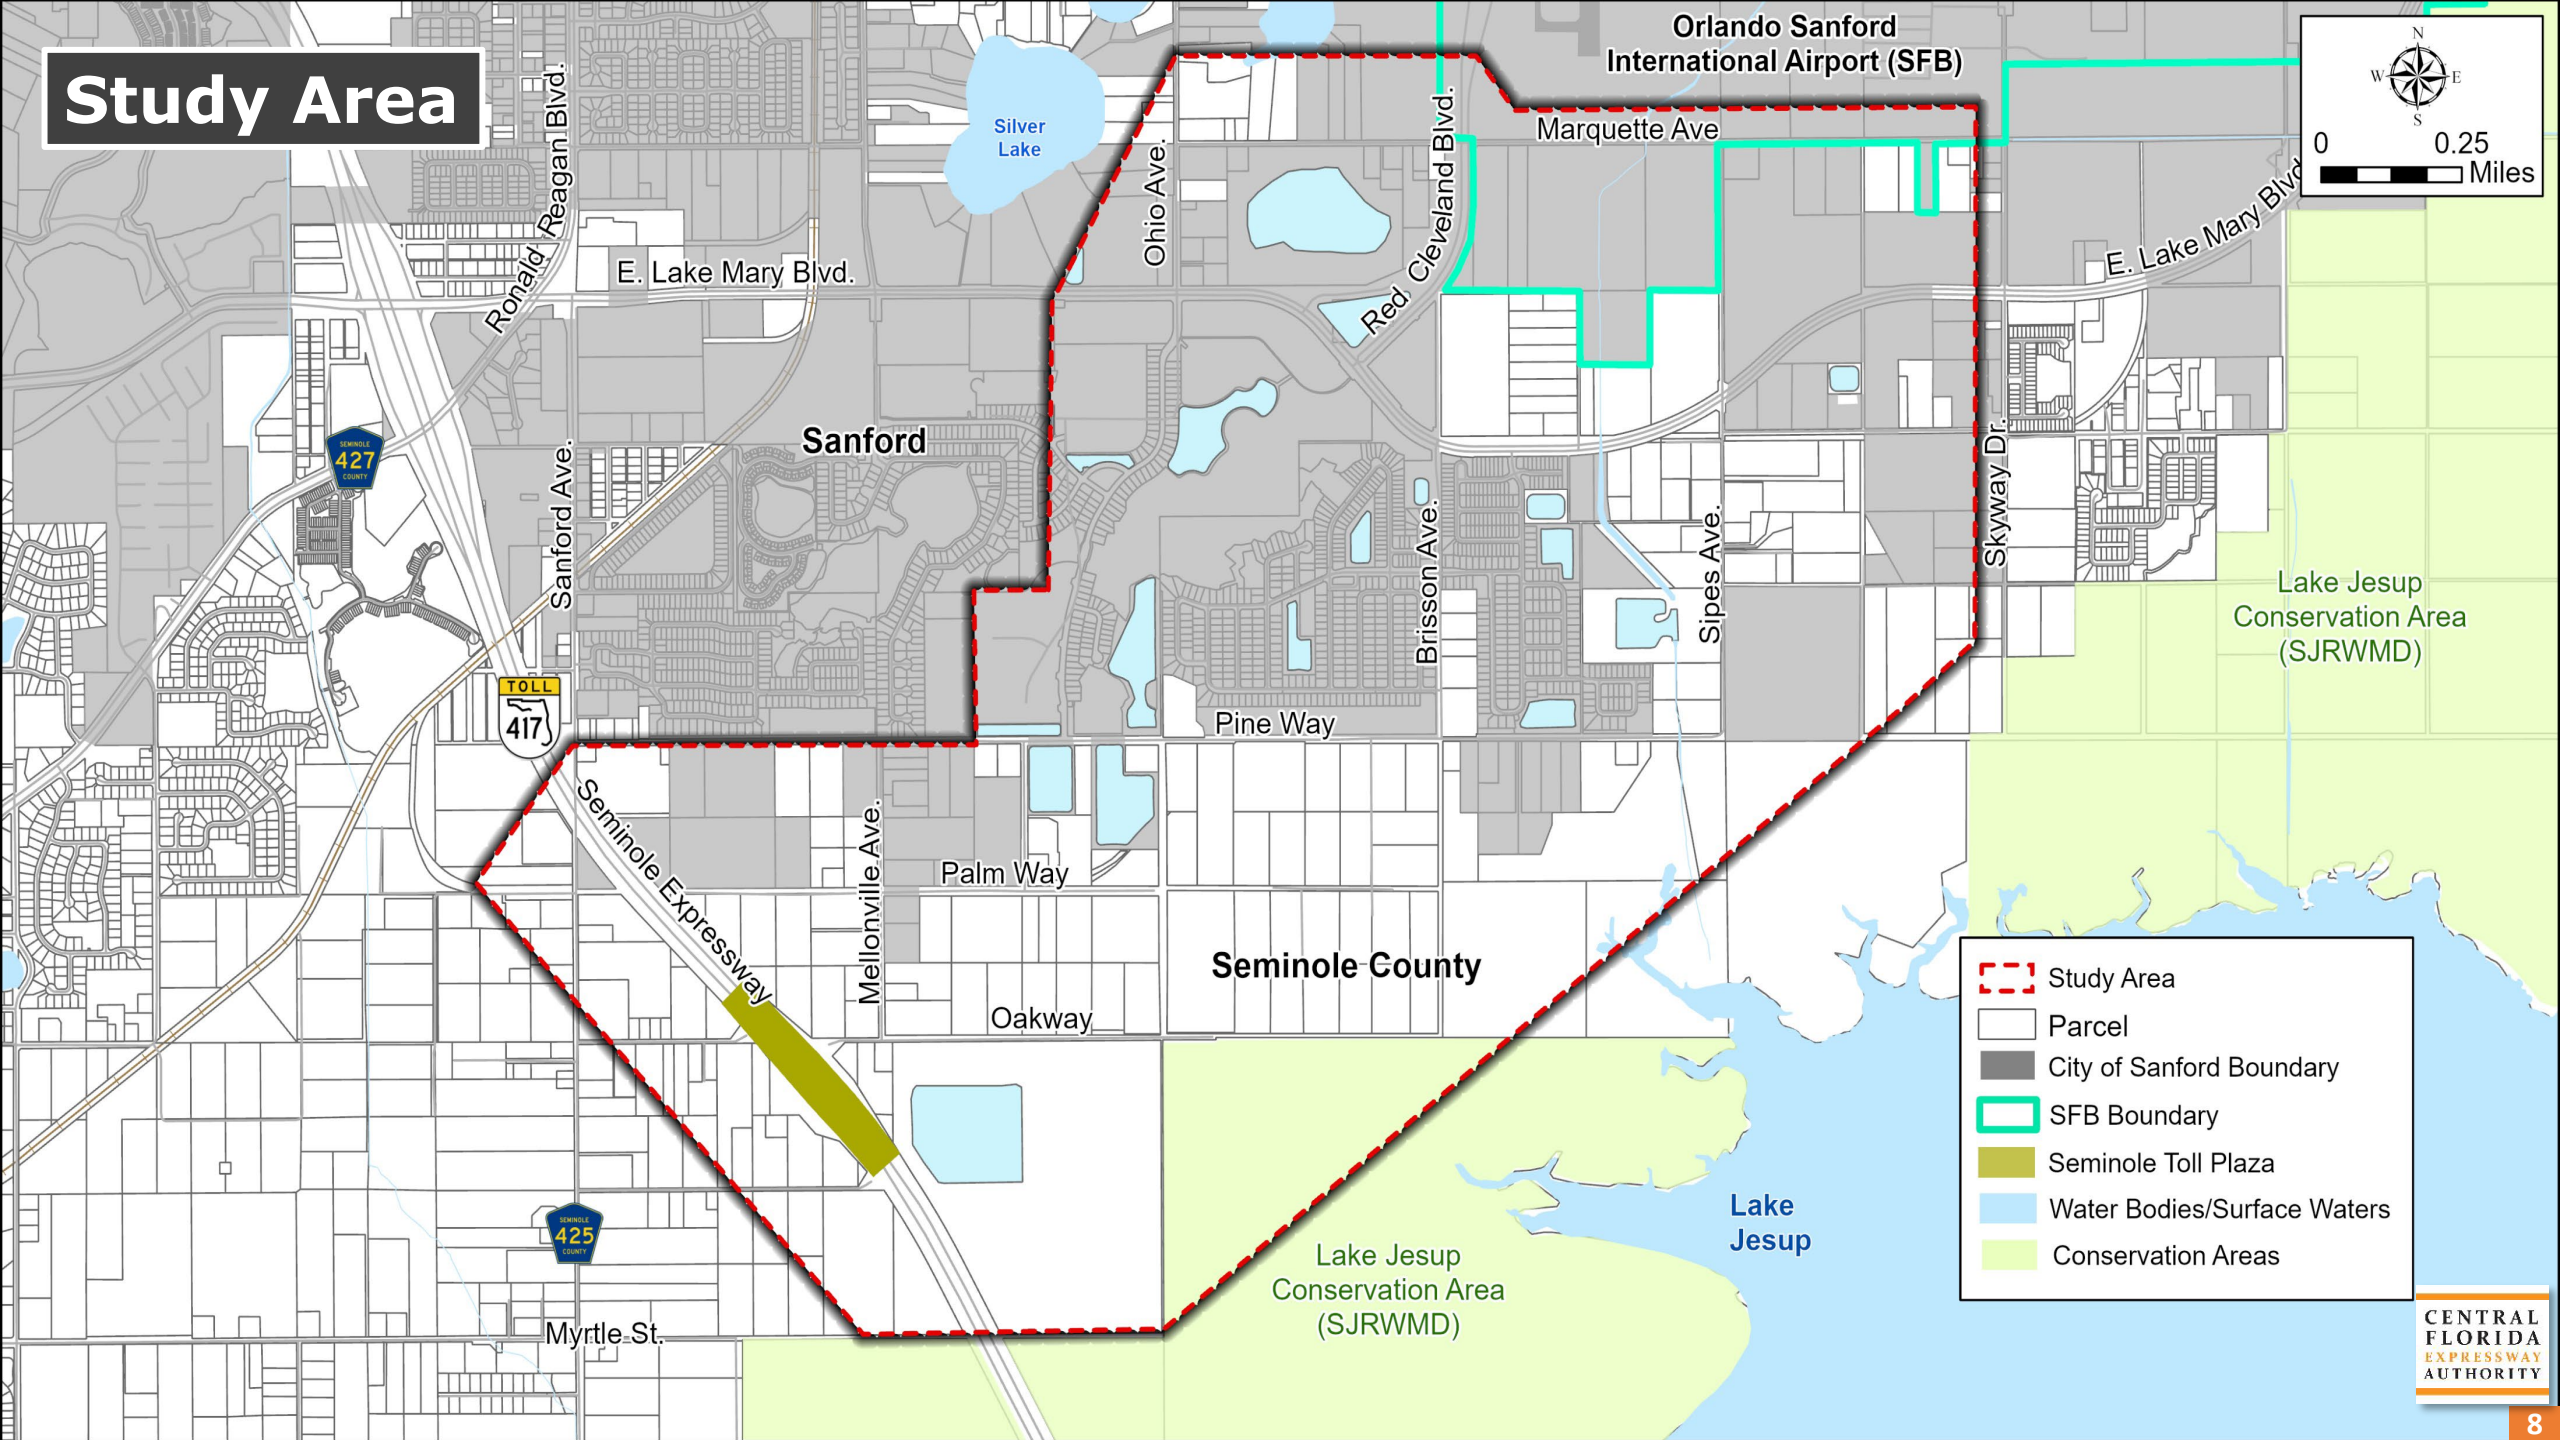 Study Area
Orlando Sanford
International Airport (SFB)
N
W
E
S
0
0.25
Miles
Silver
Lake
Marquette Ave
Ronald Reagan Blvd.
Ohio Ave.
Red Cleveland Blvd.
E. Lake Mary Blvd.
E. Lake Mary Blvd
Sanford
SEMINOLE
427
COUNTY
Sanford Ave.
Brisson Ave.
Sipes Ave.
Skyway Dr.
Lake Jesup
Conservation Area
(SJRWMD)
TOLL
417
Pine Way
Seminole Expressway
Mellonville Ave.
Palm Way
Seminole County
Oakway
Study Area
Parcel
City of Sanford Boundary
SFB Boundary
Seminole Toll Plaza
Water Bodies/Surface Waters
Conservation Areas
SEMINOLE
425
COUNTY
Lake
Jesup
Lake Jesup
Conservation Area
(SJRWMD)
Myrtle St.
CENTRAL
FLORIDA
EXPRESSWAY
AUTHORITY
8